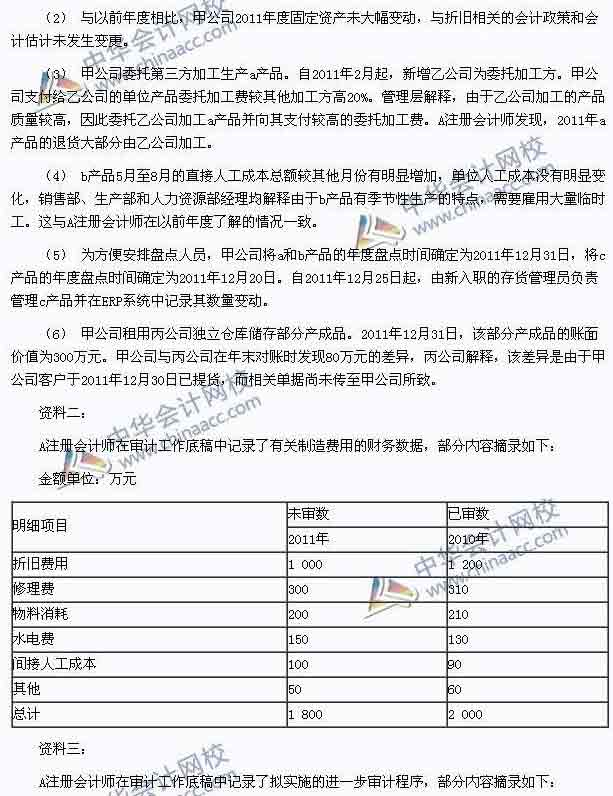 （2） 与以前年度相比，甲公司2011年度固定资产未大幅变动，与折旧相关的会计政策和会
计估计未发生变更。
（3） 甲公司委托第三方加工生产a产品。自2011年2月起，新增乙公司为委托加工方。甲公
司支付给乙公司的单位产品委托加工费较其他加工方高20%。管理层解释，由于乙公司加工的产品
质量较高，因此委托乙公司加工a产品并向其支付较高的委托加工费。A注册会计师发现，2011年a
产品的退货大部分由乙公司加工。
（4） b产品5月至8月的直接人工成本总额较其他月份有明显增加，单位人工成本没有明显变
化，销售部、生产部和人力资源部经理均解释由于b产品有季节性生产的特点，需要雇用大量临时
工。这与A注册会计师在以前年度了解的情况一致。
（5） 为方便安排盘点人员，甲公司将a和b产品的年度盘点时间确定为2011年12月31日，将c
产品的年度盘点时间确定为2011年12月20日。自2011年12月25日起，由新入职的存货管理员负责
管理c产品并在ERP系统中记录其数量变动。
（6） 甲公司租用丙公司独立仓库储存部分产成品。2011年12月31日，该部分产成品的账面
价值为300万元。甲公司与丙公司在年末对账时发现80万元的差异，丙公司解释，该差异是由于甲
公司客户于2011年12月30日已提货，而相关单据尚未传至甲公司所致。
资料二：
A注册会计师在审计工作底稿中记录了有关制造费用的财务数据，部分内容摘录如下：
金额单位：万元
明细项目 未审数 已审数
2011年 2010年
折旧费用 1 000 1 200
修理费 300 310
物料消耗 200 210
水电费 150 130
间接人工成本 100 90
其他 50 60
总计 1 800 2 000
资料三：
A注册会计师在审计工作底稿中记录了拟实施的进一步审计程序，部分内容摘录如下：
中华会计网校
www.chinaacc.com